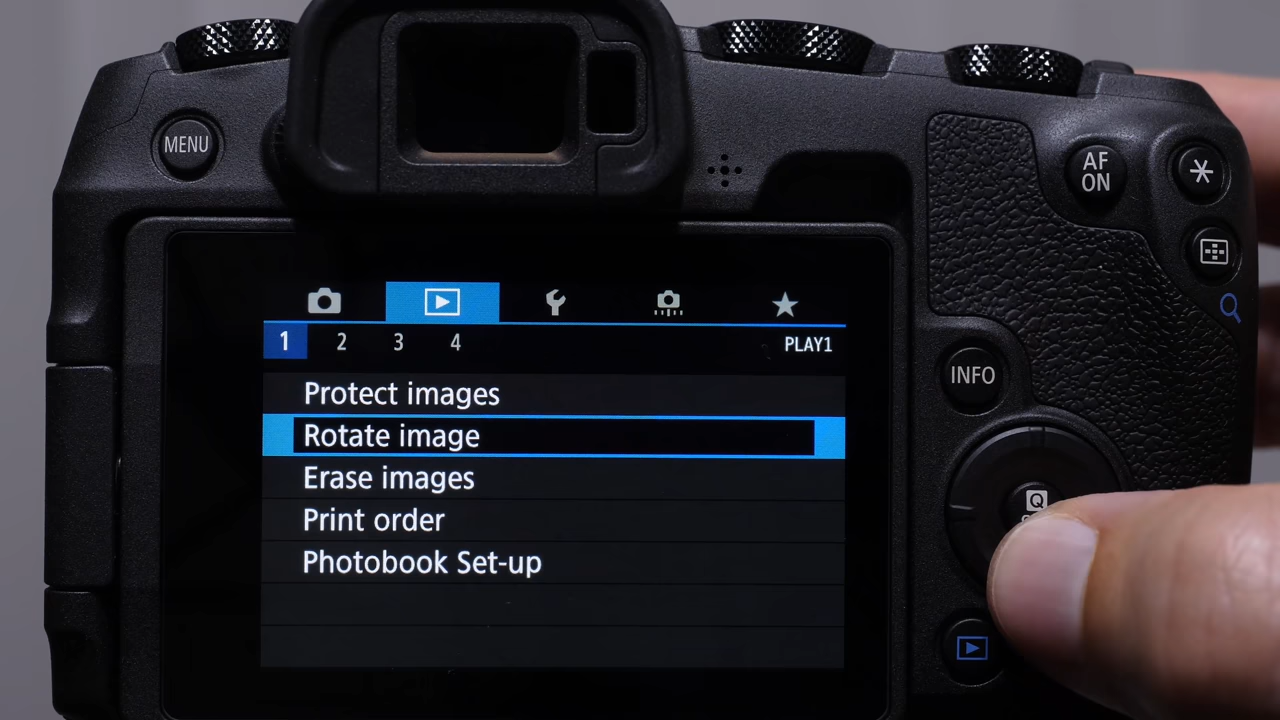 MENU
AF
ON
INFO
Q
1 2 3 4 PLAY1
Protect images
Rotate image
Erase images
Print order
Photobook Set-up